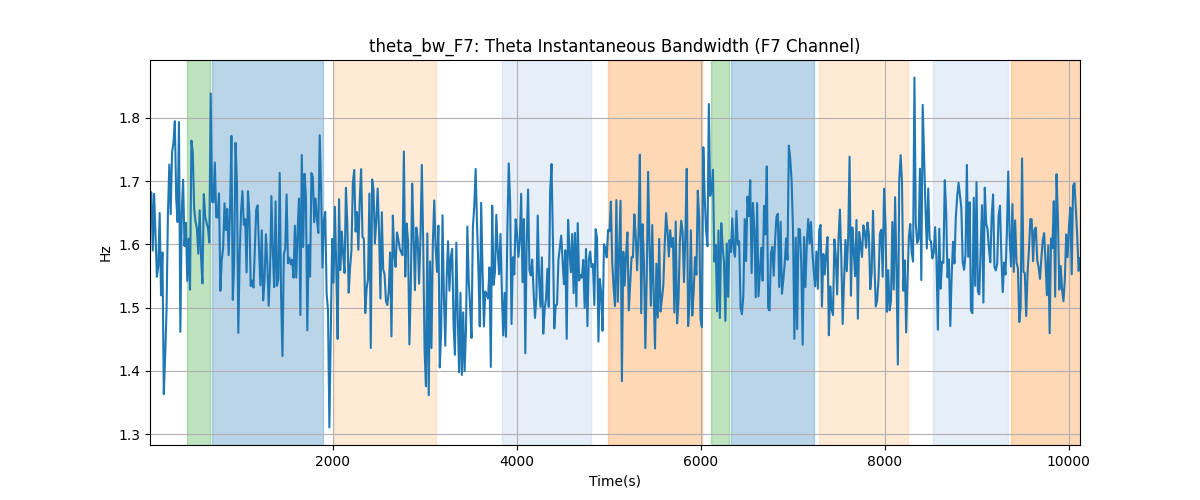 theta_bw_F7: Theta Instantaneous Bandwidth (F7 Channel)
Hz
1.8
1.7
1.6
1.5
1.4
1.3
2000 4000 6000 8000 10000
Time(s)